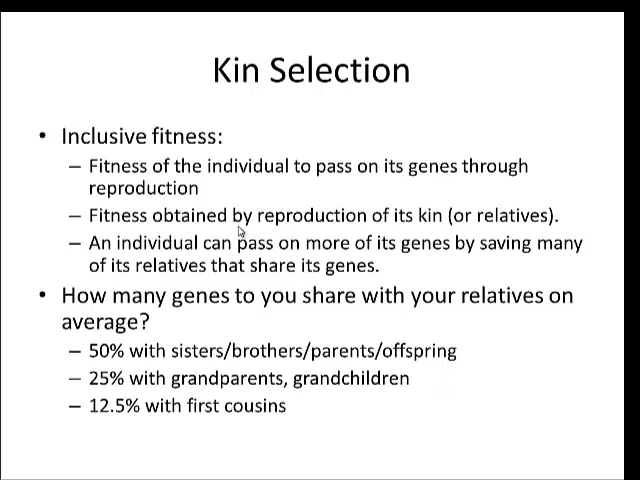 Kin Selection
• Inclusive fitness:
– Fitness of the individual to pass on its genes through
reproduction
– Fitness obtained by reproduction of its kin (or relatives).
– An individual can pass on more of its genes by saving many
of its relatives that share its genes.
• How many genes to you share with your relatives on
average?
– 50% with sisters/brothers/parents/offspring
– 25% with grandparents, grandchildren
– 12.5% with first cousins